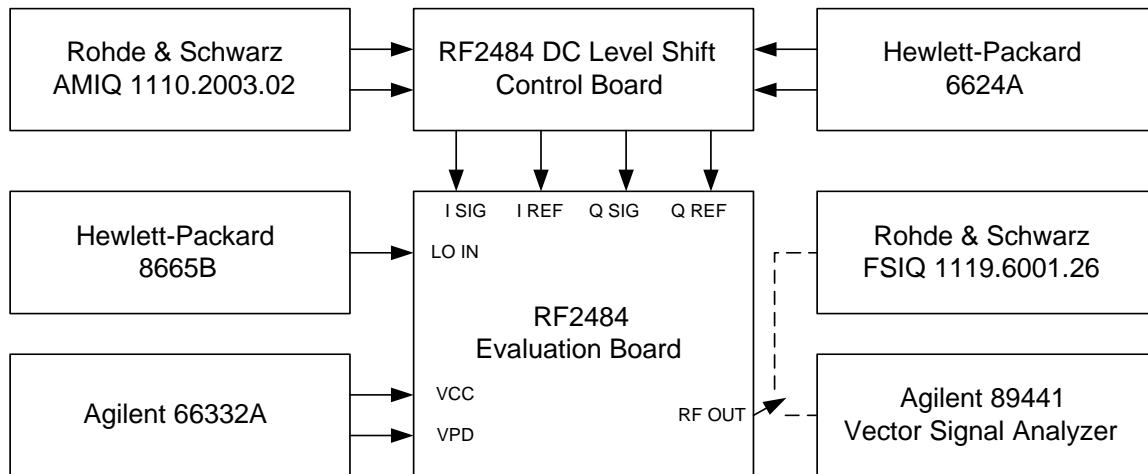 Rohde & Schwarz
AMIQ 1110.2003.02
RF2484 DC Level Shift
Control Board
Hewlett-Packard
6624A
I SIG
I REF
Q SIG
Q REF
Hewlett-Packard
8665B
LO IN
Rohde & Schwarz
FSIQ 1119.6001.26
RF2484
Evaluation Board
Agilent 66332A
VCC
VPD
RF OUT
Agilent 89441
Vector Signal Analyzer